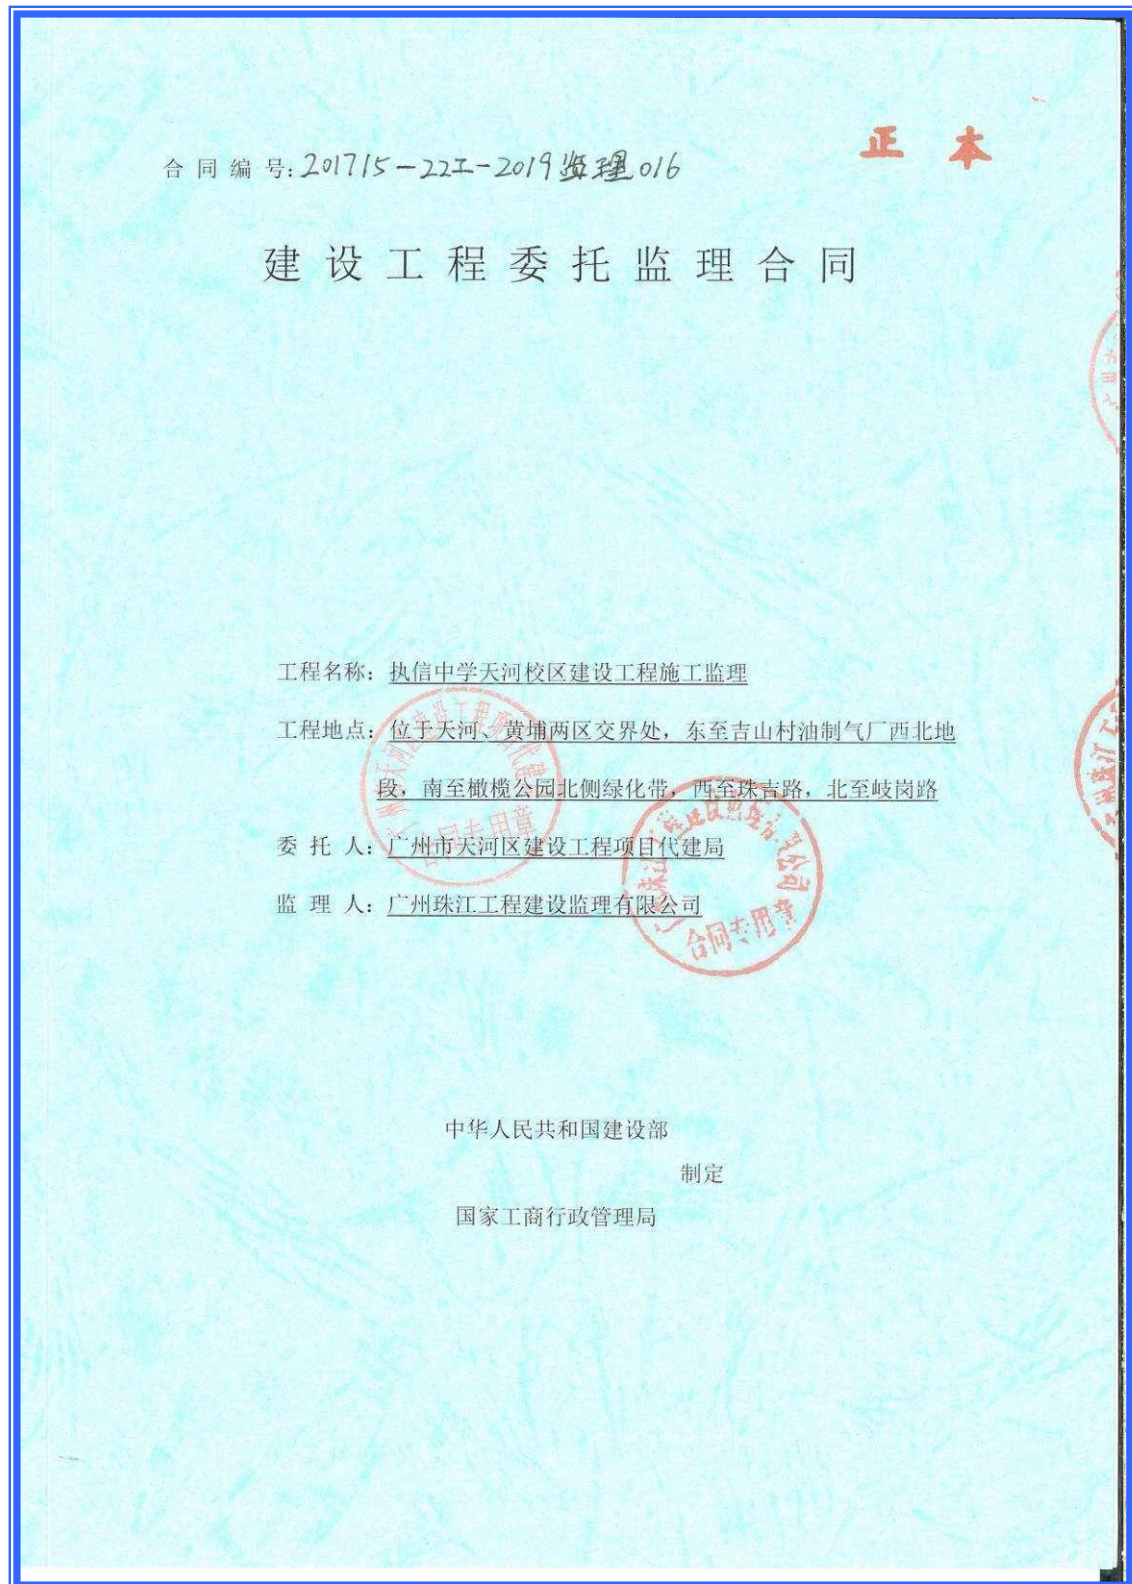 正本
合同编号:201715-22工-2019监理016
建设工程委托监理合同
工程名称：执信中学天河校区建设工程施工监理
工程地点：位于天河、黄埔两区交界处，东至吉山村油制气厂西北地
段，南至橄榄公园北侧绿化带，西至珠吉路，北至岐岗路
委托人：广州市天河区建设工程项目代建局
监理人：广州珠江工程建设监理有限公司
合同专用章
合同专用章
中华人民共和国建设部
制定
国家工商行政管理局